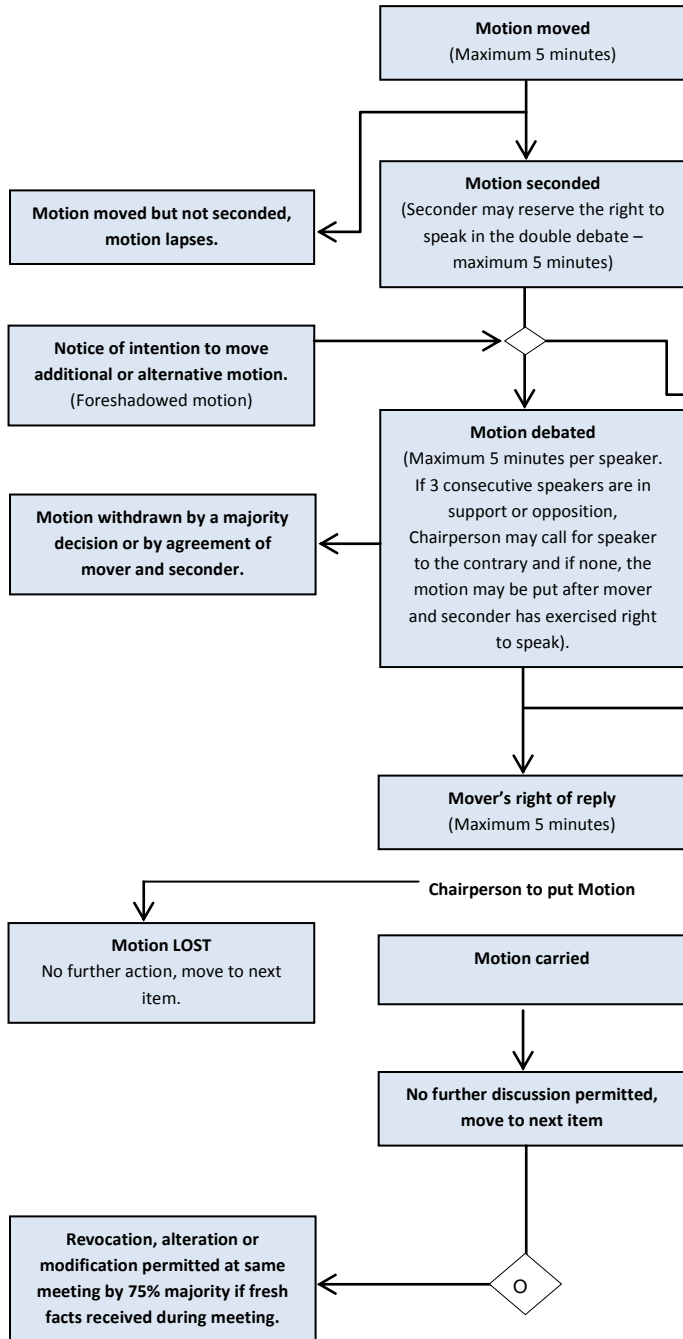 Motion moved
(Maximum 5 minutes)
Motion seconded
(Seconder may reserve the right to
speak in the double debate –
maximum 5 minutes)
Motion moved but not seconded,
motion lapses.
Notice of intention to move
additional or alternative motion.
(Foreshadowed motion)
Motion debated
(Maximum 5 minutes per speaker.
If 3 consecutive speakers are in
support or opposition,
Chairperson may call for speaker
to the contrary and if none, the
motion may be put after mover
and seconder has exercised right
to speak).
Motion withdrawn by a majority
decision or by agreement of
mover and seconder.
Mover's right of reply
(Maximum 5 minutes)
Chairperson to put Motion
Motion LOST
No further action, move to next
item.
Motion carried
No further discussion permitted,
move to next item
Revocation, alteration or
modification permitted at same
meeting by 75% majority if fresh
facts received during meeting.
O